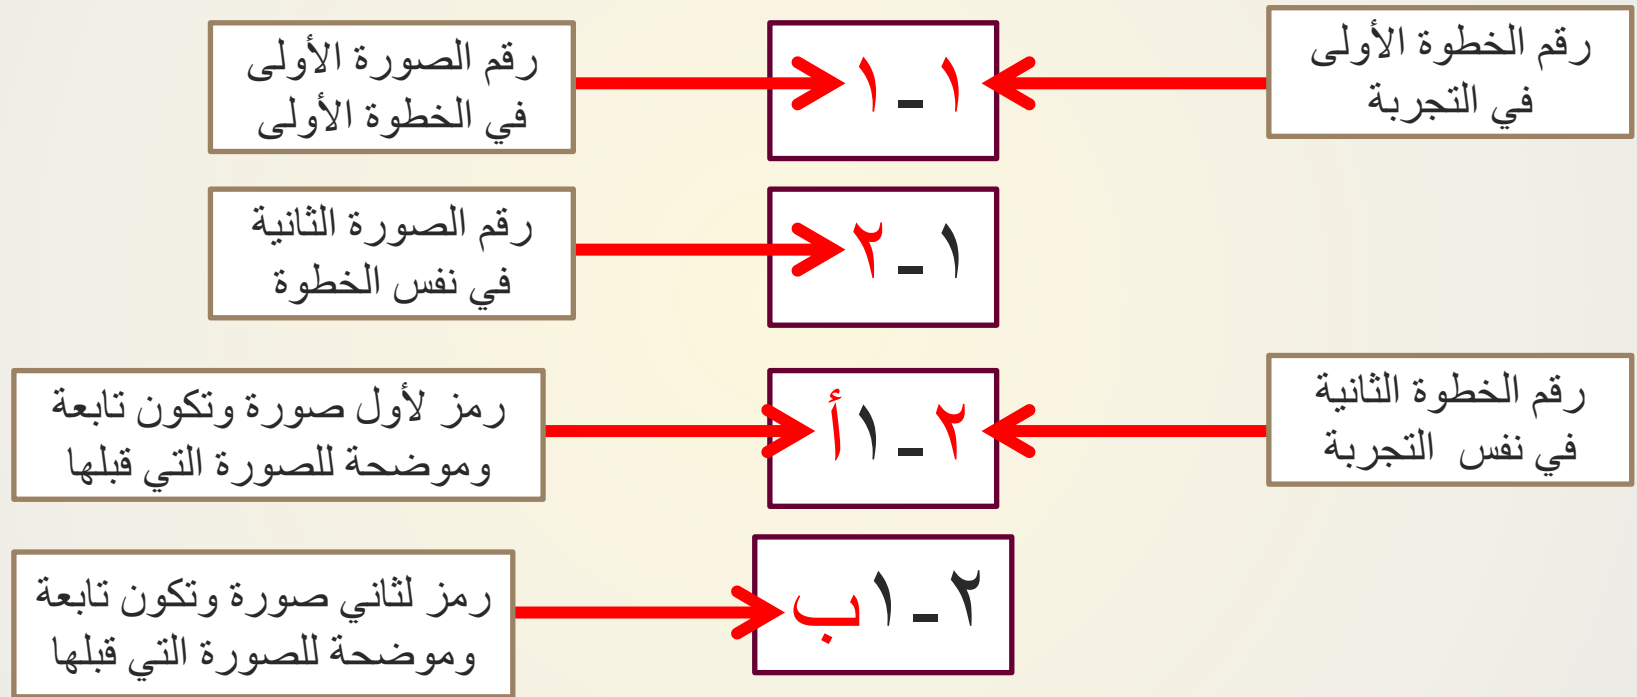 رقم الخطوة الأولى
في التجربة
١ - ١
رقم الصورة الأولى
في الخطوة الأولى
١ - ٢
رقم الصورة الثانية
في نفس الخطوة
رقم الخطوة الثانية
في نفس التجربة
٢ - ١أ
رمز لأول صورة وتكون تابعة
وموضحة للصورة التي قبلها
٢ - ١ب
رمز لثاني صورة وتكون تابعة
وموضحة للصورة التي قبلها